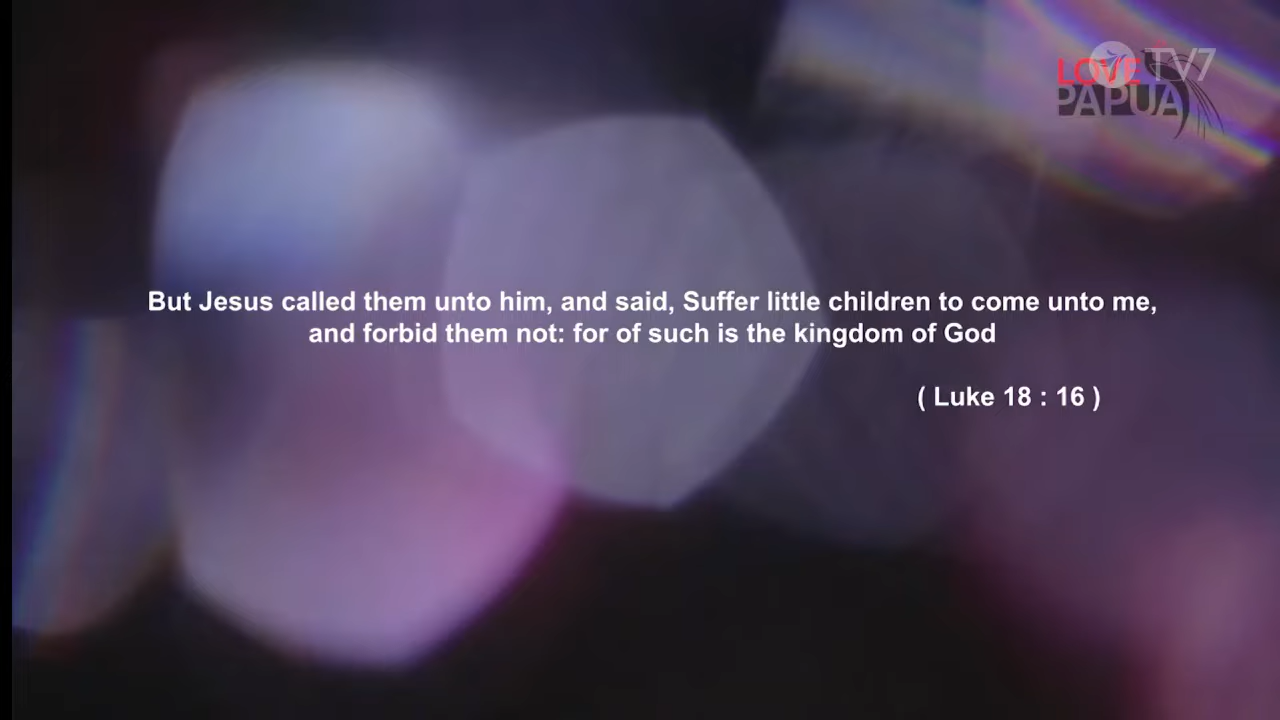 LOVE TV7
PAPUA
But Jesus called them unto him, and said, Suffer little children to come unto me,
and forbid them not: for of such is the kingdom of God
( Luke 18 : 16 )